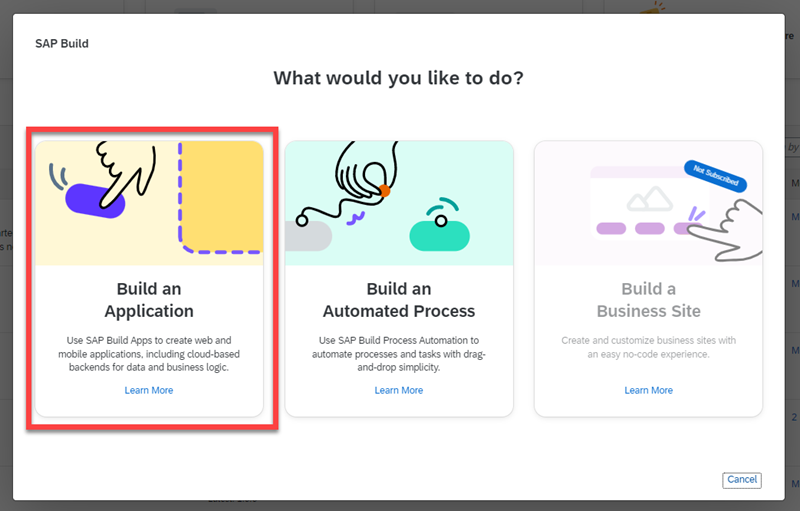 SAP Build
What would you like to do?
Build an
Application
Use SAP Build Apps to create web and
mobile applications, including cloud-based
backends for data and business logic.
Learn More
Build an
Automated Process
Use SAP Build Process Automation to
automate processes and tasks with drag-
and-drop simplicity.
Learn More
Not Subscribed
Build a
Business Site
Create and customize business sites with
an easy no-code experience.
Learn More
Cancel